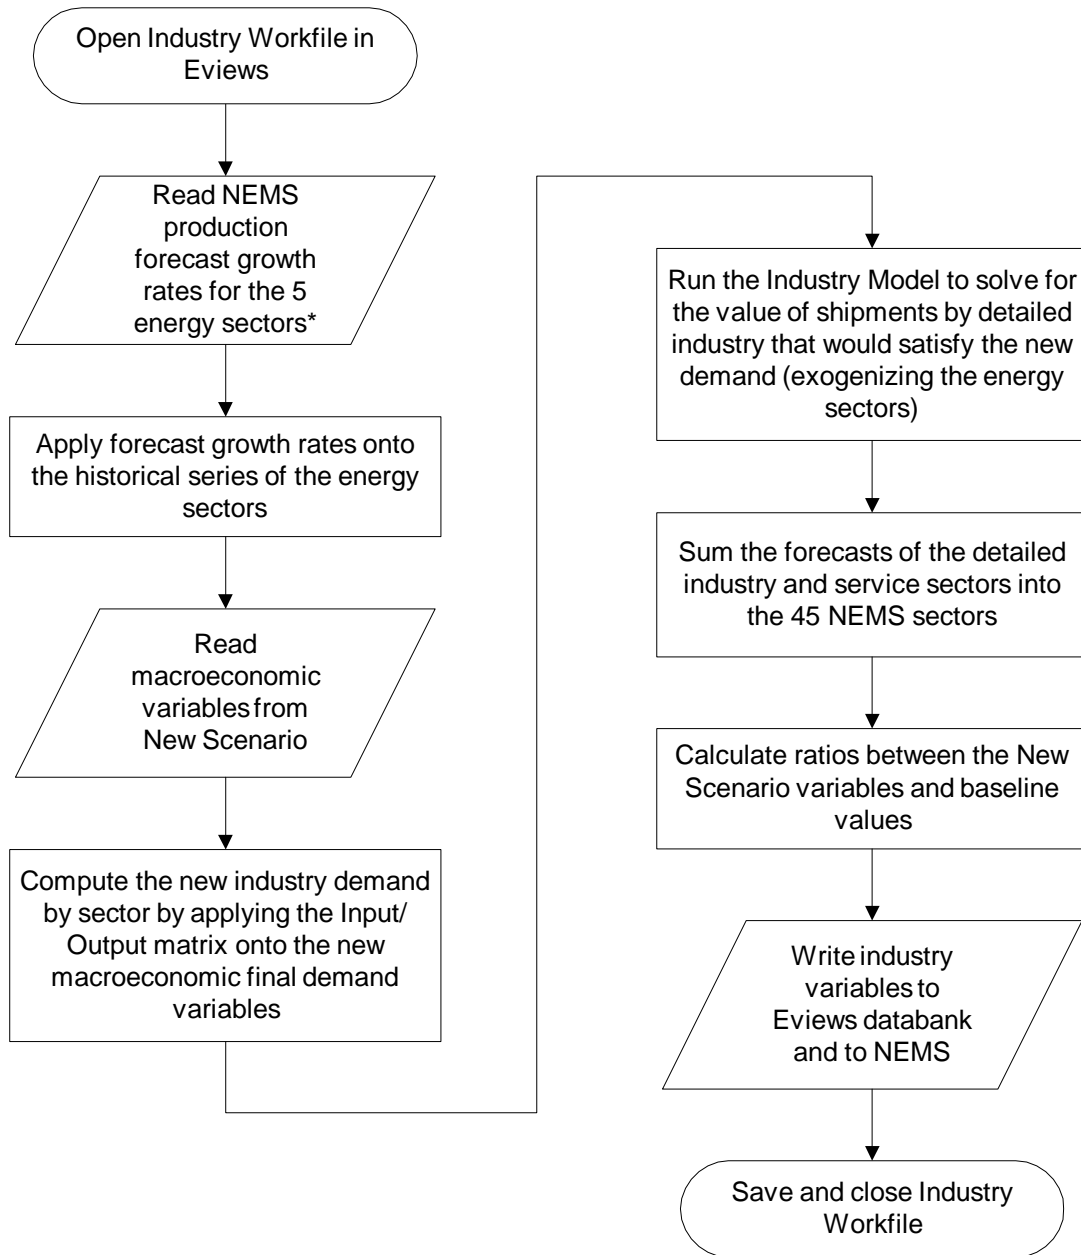 Open Industry Workfile in
Eviews
Read NEMS
production
forecast growth
rates for the 5
energy sectors*
Apply forecast growth rates onto
the historical series of the energy
sectors
Read
macroeconomic
variables from
New Scenario
Compute the new industry demand
by sector by applying the Input/
Output matrix onto the new
macroeconomic final demand
variables
Run the Industry Model to solve for
the value of shipments by detailed
industry that would satisfy the new
demand (exogenizing the energy
sectors)
Sum the forecasts of the detailed
industry and service sectors into
the 45 NEMS sectors
Calculate ratios between the New
Scenario variables and baseline
values
Write industry
variables to
Eviews databank
and to NEMS
Save and close Industry
Workfile